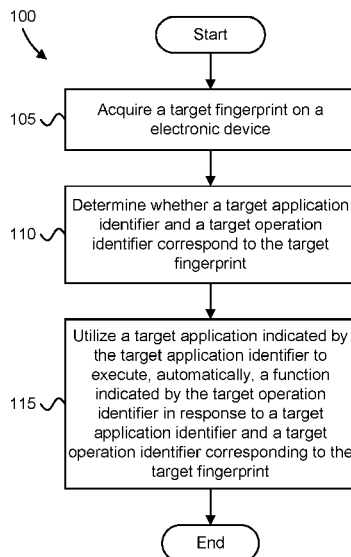 100
Start
105
Acquire a target fingerprint on a
electronic device
110
Determine whether a target application
identifier and a target operation
identifier correspond to the target
fingerprint
115
Utilize a target application indicated by
the target application identifier to
execute, automatically, a function
indicated by the target operation
identifier in response to a target
application identifier and a target
operation identifier corresponding to the
target fingerprint
End